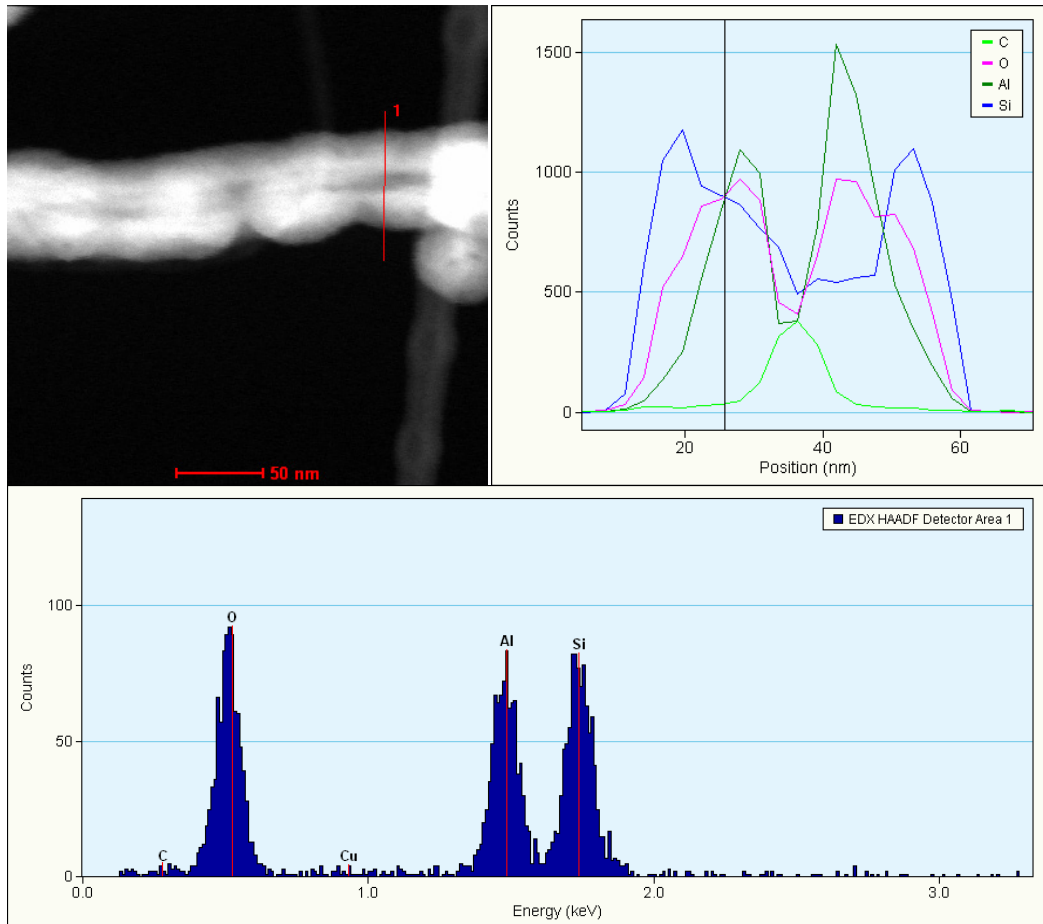 1
50 nm
C
O
Al
Si
1500
1000
500
0
20
40
60
Counts
Position (nm)
EDX HAADF Detector Area 1
100
50
0
0.0
1.0
2.0
3.0
C
O
Cu
Al
Si
Counts
Energy (keV)